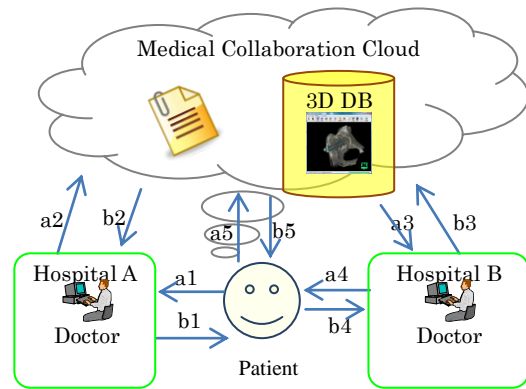 Medical Collaboration Cloud
3D DB
a2
b2
a5
b5
a3
b3
Hospital A
Doctor
a1
b1
a4
b4
Hospital B
Doctor
Patient